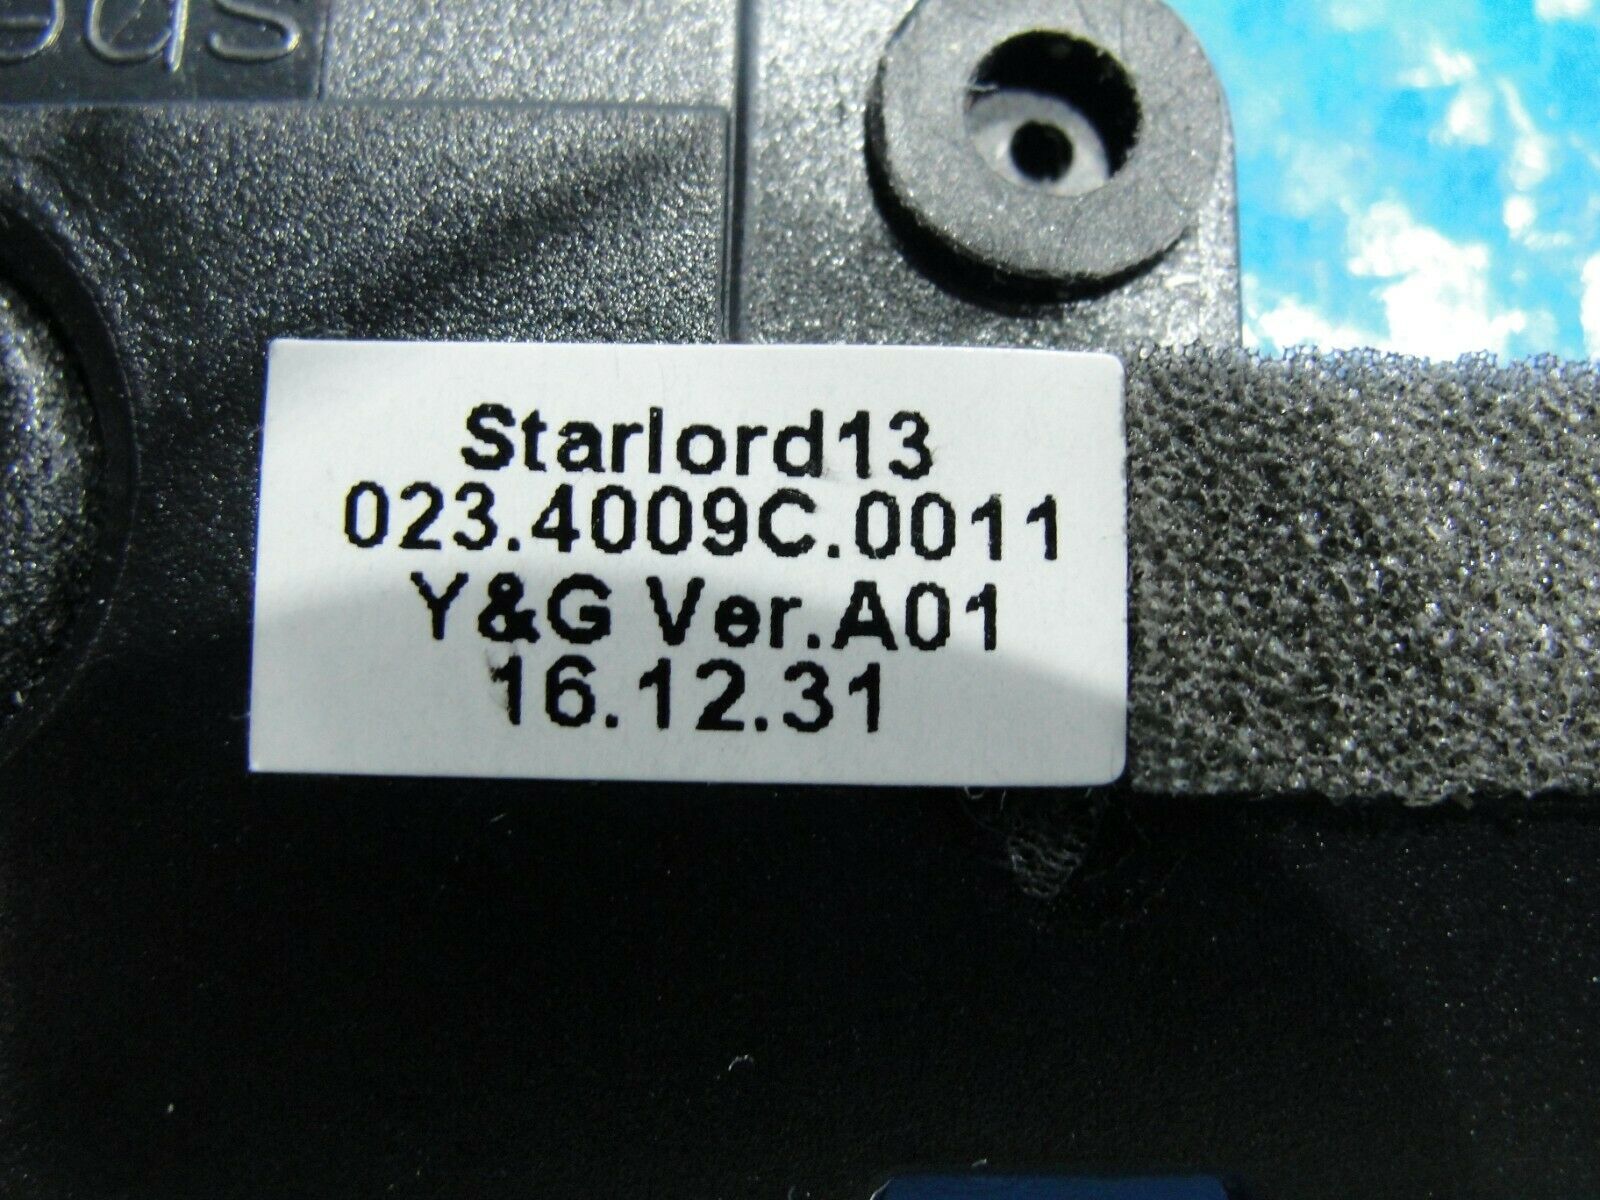 Starlord13
023.4009C.0011
Y&G Ver.A01
16.12.31